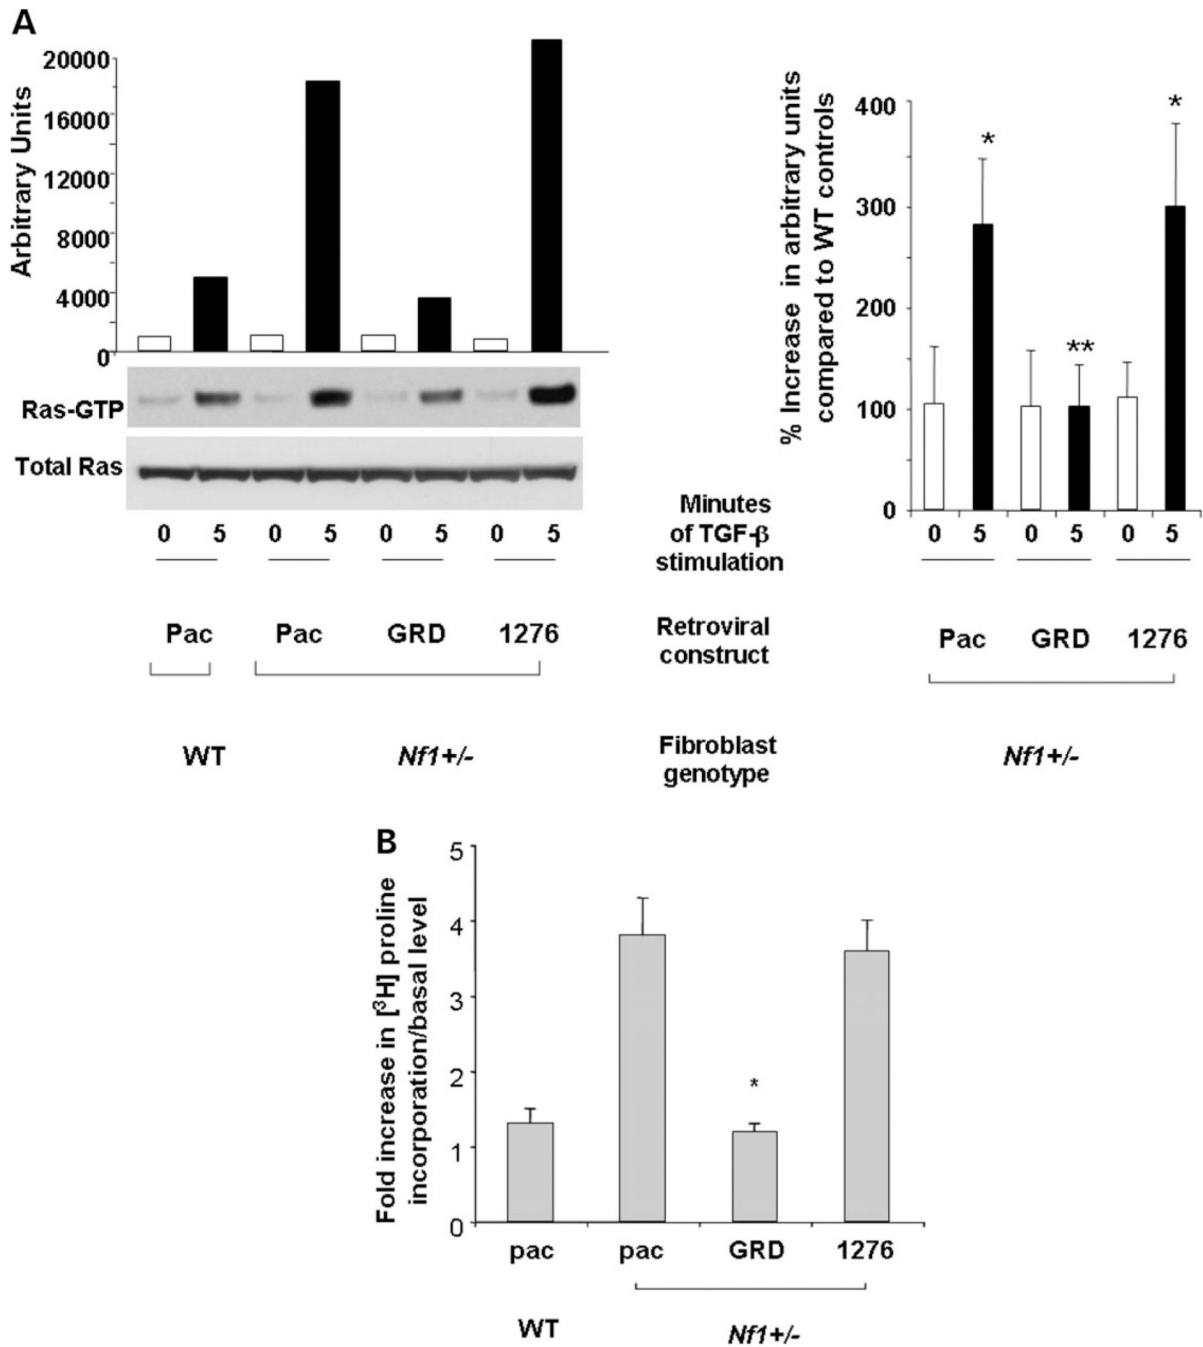 A
Arbitrary Units
20000
16000
12000
8000
4000
0
Ras-GTP
Total Ras
0 5 0 5 0 5 0 5
Pac Pac GRD 1276
WT Nf1+/-
Minutes
of TGF-β
stimulation
Retroviral
construct
Fibroblast
genotype
% Increase in arbitrary units
compared to WT controls
400
300
200
100
0
*
**
*
0 5 0 5 0 5
Pac GRD 1276
Nf1+/-
B
Fold increase in [³H] proline
incorporation/basal level
5
4
3
2
1
0
*
pac pac GRD 1276
WT Nf1+/-